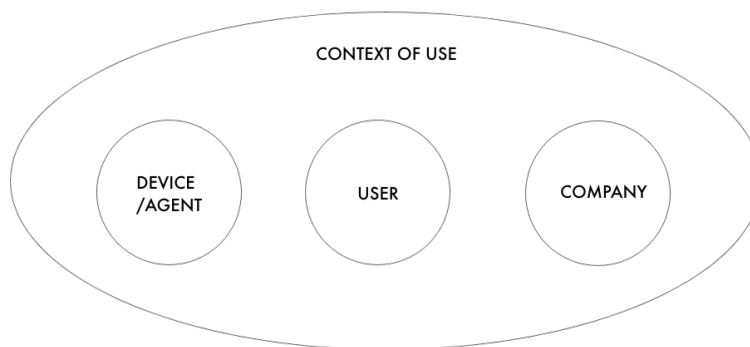 CONTEXT OF USE
DEVICE
/AGENT
USER
COMPANY